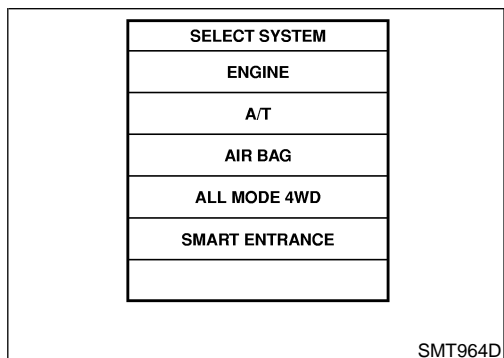 SELECT SYSTEM
ENGINE
A/T
AIR BAG
ALL MODE 4WD
SMART ENTRANCE
SMT964D